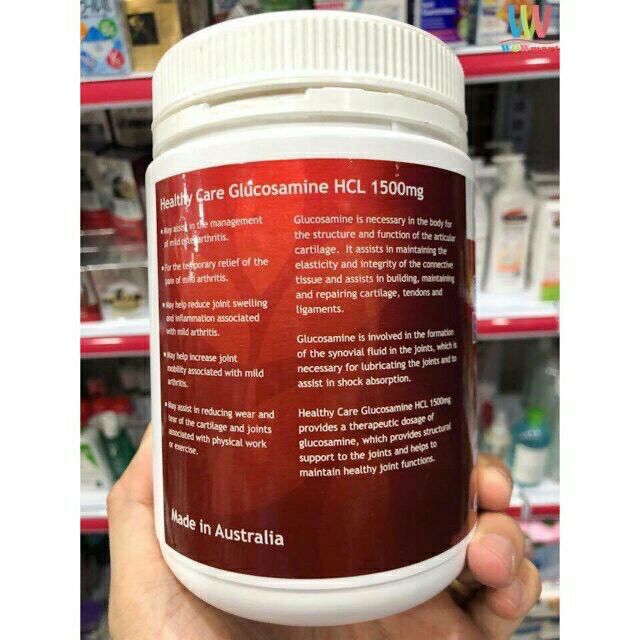 Healthy Care Glucosamine HCL 1500mg
• May assist in the management
of mild osteoarthritis.
• For the temporary relief of the
pain of mild arthritis.
• May help reduce joint swelling
and inflammation associated
with mild arthritis.
• May help increase joint
mobility associated with mild
arthritis.
• May assist in reducing wear and
tear of the cartilage and joints
associated with physical work
or exercise.
Glucosamine is necessary in the body for
the structure and function of the articular
cartilage. It assists in maintaining the
elasticity and integrity of the connective
tissue and assists in building, maintaining
and repairing cartilage, tendons and
ligaments.
Glucosamine is involved in the formation
of the synovial fluid in the joints, which is
necessary for lubricating the joints and to
assist in shock absorption.
Healthy Care Glucosamine HCL 1500mg
provides a therapeutic dosage of
glucosamine, which provides structural
support to the joints and helps to
maintain healthy joint functions.
Made in Australia